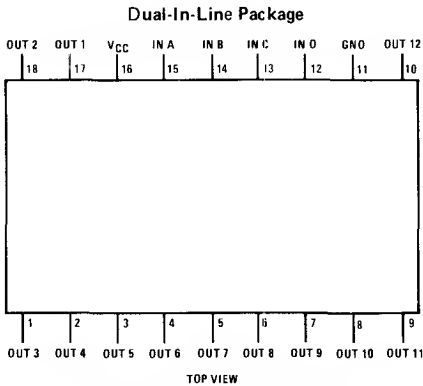 Dual-In-Line Package
OUT 2 OUT 1 VCC IN A IN B IN C IN D GND OUT 12
18 17 16 15 14 13 12 11 10
1 2 3 4 5 6 7 8 9
OUT 3 OUT 4 OUT 5 OUT 6 OUT 7 OUT 8 OUT 9 OUT 10 OUT 11
TOP VIEW